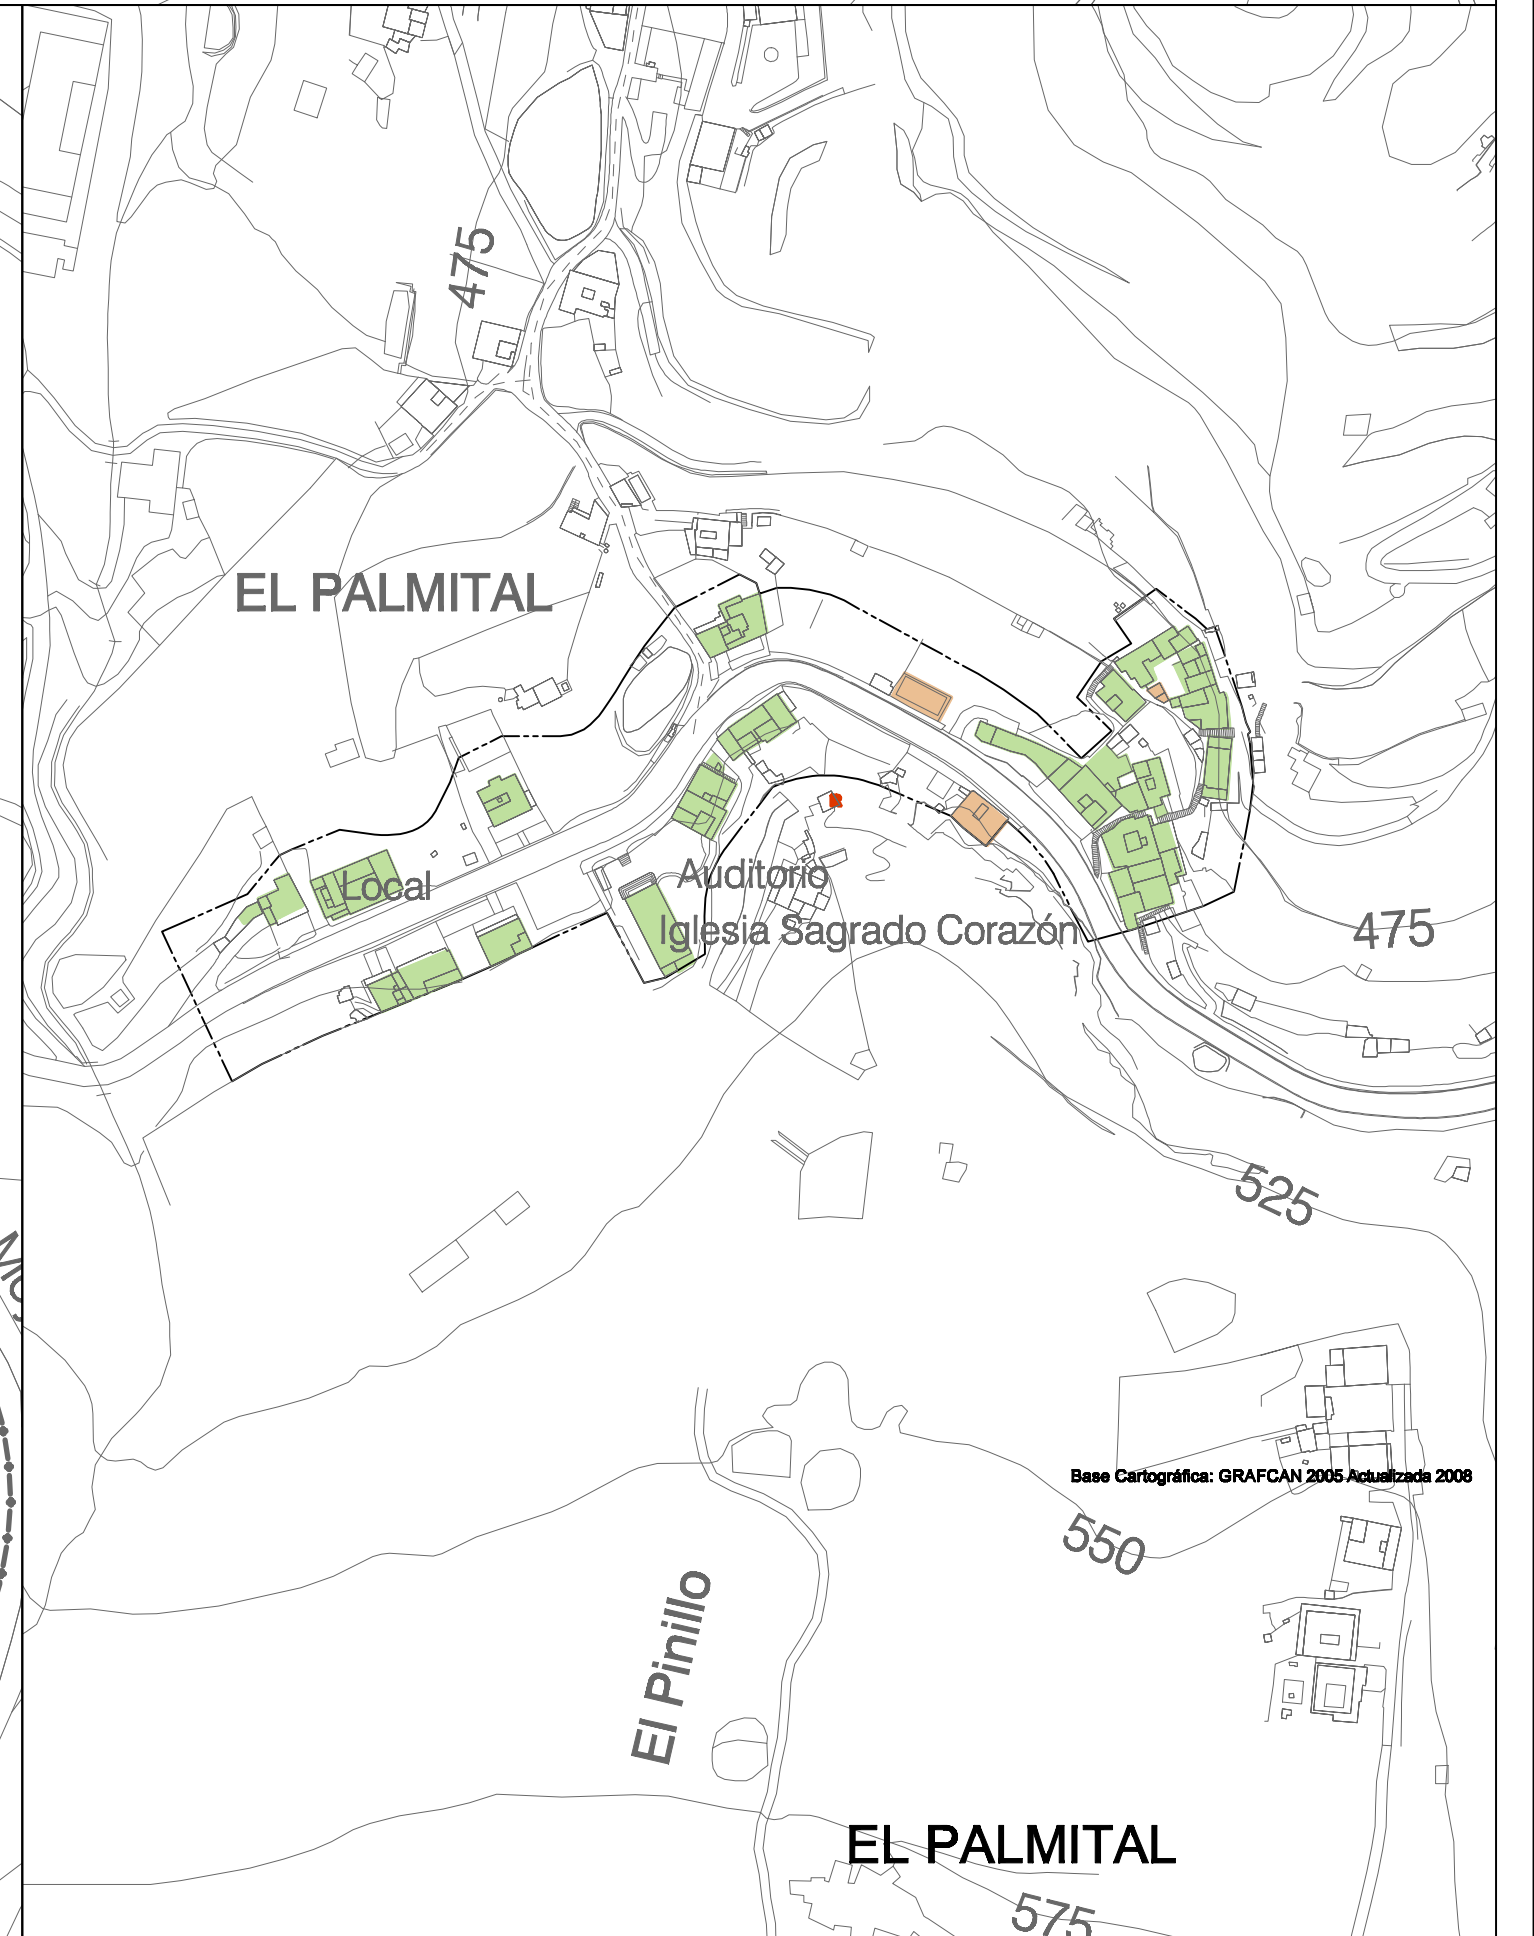 475
EL PALMITAL
Local
Auditorio
Iglesia Sagrado Corazón
475
R
525
Base Cartográfica: GRAFCAN 2005 Actualizada 2008
550
El Pinillo
EL PALMITAL
575